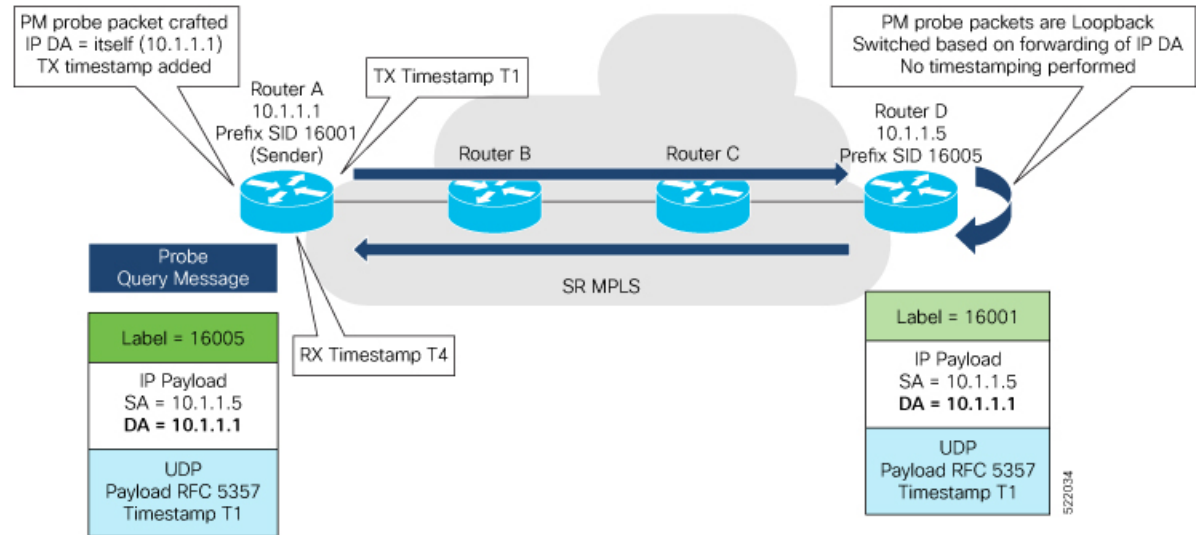 PM probe packet crafted
IP DA = itself (10.1.1.1)
TX timestamp added
TX Timestamp T1
PM probe packets are Loopback
Switched based on forwarding of IP DA
No timestamping performed
Router A
10.1.1.1
Prefix SID 16001
(Sender)
Router B
Router C
Router D
10.1.1.5
Prefix SID 16005
Probe
Query Message
SR MPLS
RX Timestamp T4
Label = 16005
IP Payload
SA = 10.1.1.5
DA = 10.1.1.1
UDP
Payload RFC 5357
Timestamp T1
Label = 16001
IP Payload
SA = 10.1.1.5
DA = 10.1.1.1
UDP
Payload RFC 5357
Timestamp T1
522034